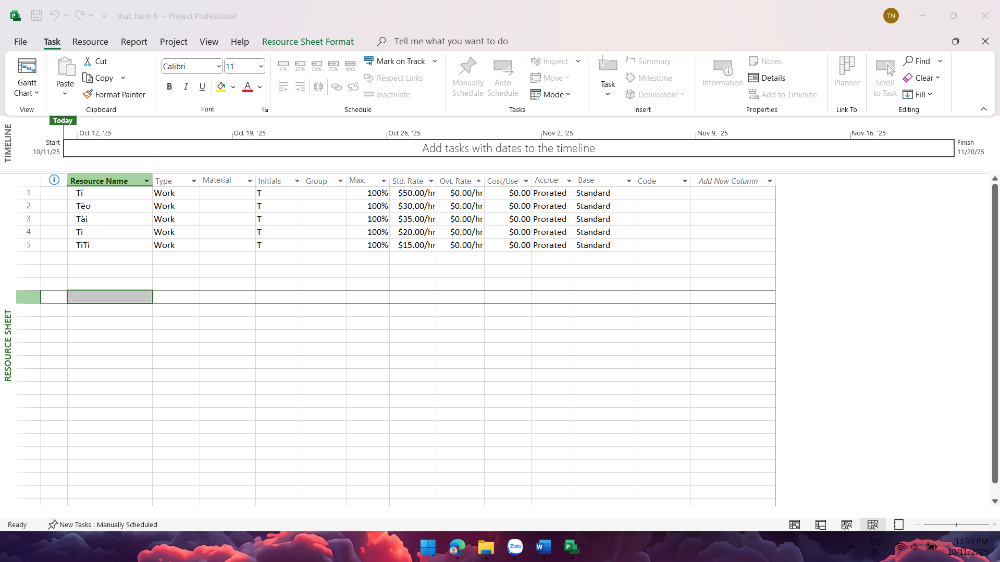 thực hành 6 - Project Professional
TN
File Task Resource Report Project View Help Resource Sheet Format Tell me what you want to do
Gantt Chart
View
Paste
Cut
Copy
Format Painter
Clipboard
Calibri 11
B I U A
Font
0% 25% 50% 75% 100%
Mark on Track
Respect Links
Inactivate
Schedule
Manually Schedule
Auto Schedule
Inspect
Move
Mode
Tasks
Task
Summary
Milestone
Deliverable
Insert
Information
Notes
Details
Add to Timeline
Properties
Planner
Link To
Scroll to Task
Find
Clear
Fill
Editing
TIMELINE
Today
Oct 12, '25 Oct 19, '25 Oct 26, '25 Nov 2, '25 Nov 9, '25 Nov 16, '25
Start
10/11/25
Add tasks with dates to the timeline
Finish
11/20/25
RESOURCE SHEET
Resource Name Type Material Initials Group Max. Std. Rate Ovt. Rate Cost/Use Accrue Base Code Add New Column
1 Tí Work T 100% $50.00/hr $0.00/hr $0.00 Prorated Standard
2 Tèo Work T 100% $30.00/hr $0.00/hr $0.00 Prorated Standard
3 Tài Work T 100% $35.00/hr $0.00/hr $0.00 Prorated Standard
4 Ti Work T 100% $20.00/hr $0.00/hr $0.00 Prorated Standard
5 TiTi Work T 100% $15.00/hr $0.00/hr $0.00 Prorated Standard
Ready New Tasks : Manually Scheduled
Zalo
VIE
TL
11:33 PM
10/11/2025